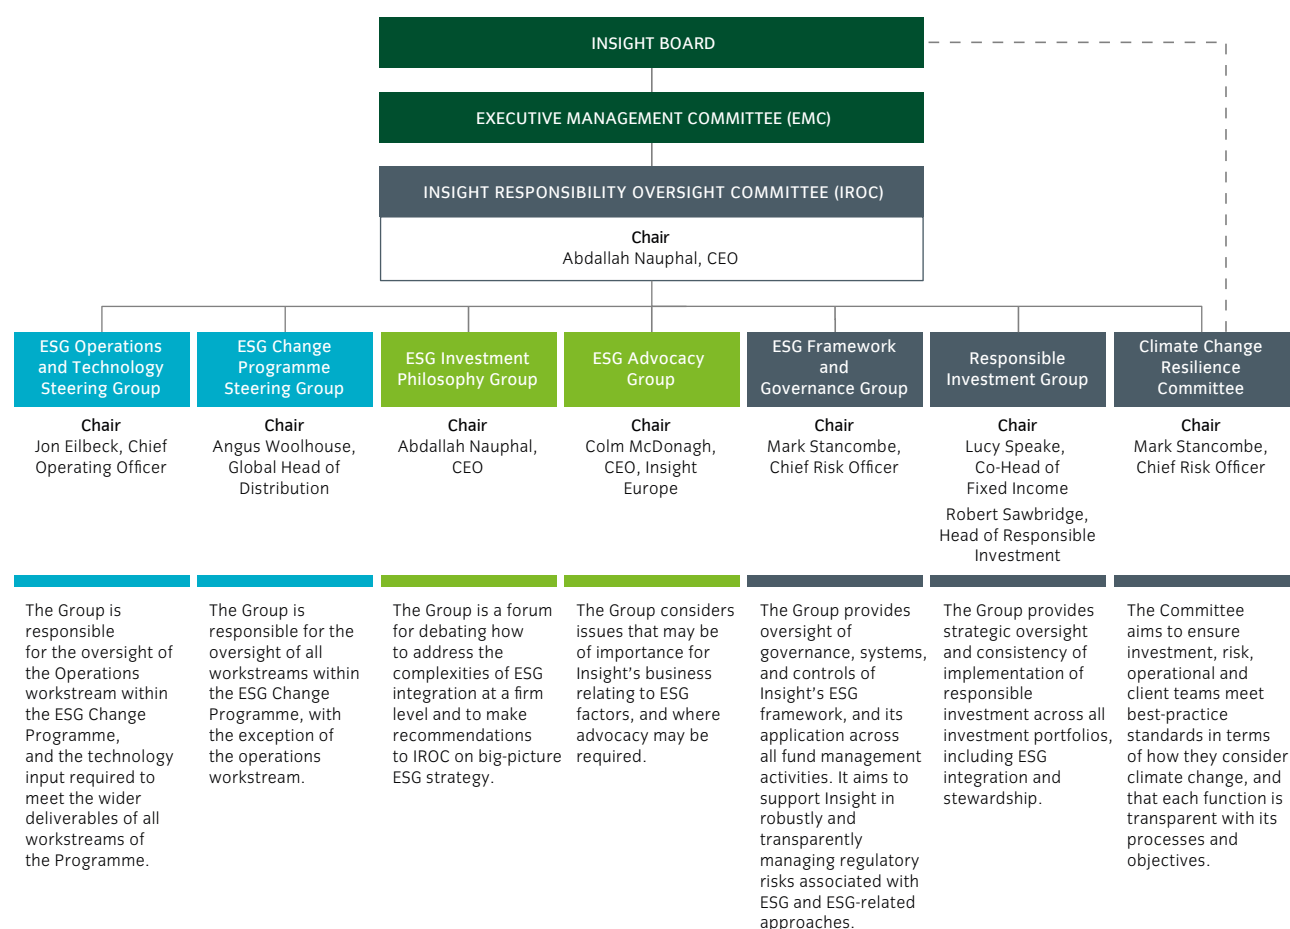 INSIGHT BOARD
EXECUTIVE MANAGEMENT COMMITTEE (EMC)
INSIGHT RESPONSIBILITY OVERSIGHT COMMITTEE (IROC)
Chair
Abdallah Nauphal, CEO
ESG Operations
and Technology
Steering Group
Chair
Jon Eilbeck, Chief
Operating Officer
The Group is
responsible
for the oversight of
the Operations
workstream within
the ESG Change
Programme,
and the technology
input required to
meet the wider
deliverables of all
workstreams of
the Programme.
ESG Change
Programme
Steering Group
Chair
Angus Woolhouse,
Global Head of
Distribution
The Group is
responsible for the
oversight of all
workstreams within
the ESG Change
Programme, with
the exception of
the operations
workstream.
ESG Investment
Philosophy Group
Chair
Abdallah Nauphal,
CEO
The Group is a forum
for debating how
to address the
complexities of ESG
integration at a firm
level and to make
recommendations
to IROC on big-picture
ESG strategy.
ESG Advocacy
Group
Chair
Colm McDonagh,
CEO, Insight
Europe
The Group considers
issues that may be
of importance for
Insight's business
relating to ESG
factors, and where
advocacy may be
required.
ESG Framework
and
Governance Group
Chair
Mark Stancombe,
Chief Risk Officer
The Group provides
oversight of
governance, systems,
and controls of
Insight's ESG
framework, and its
application across
all fund management
activities. It aims to
support Insight in
robustly and
transparently
managing regulatory
risks associated with
ESG and ESG-related
approaches.
Responsible
Investment Group
Chair
Lucy Speake,
Co-Head of
Fixed Income
Robert Sawbridge,
Head of Responsible
Investment
The Group provides
strategic oversight
and consistency of
implementation of
responsible
investment across all
investment portfolios,
including ESG
integration and
stewardship.
Climate Change
Resilience
Committee
Chair
Mark Stancombe,
Chief Risk Officer
The Committee
aims to ensure
investment, risk,
operational and
client teams meet
best-practice
standards in terms
of how they consider
climate change, and
that each function is
transparent with its
processes and
objectives.